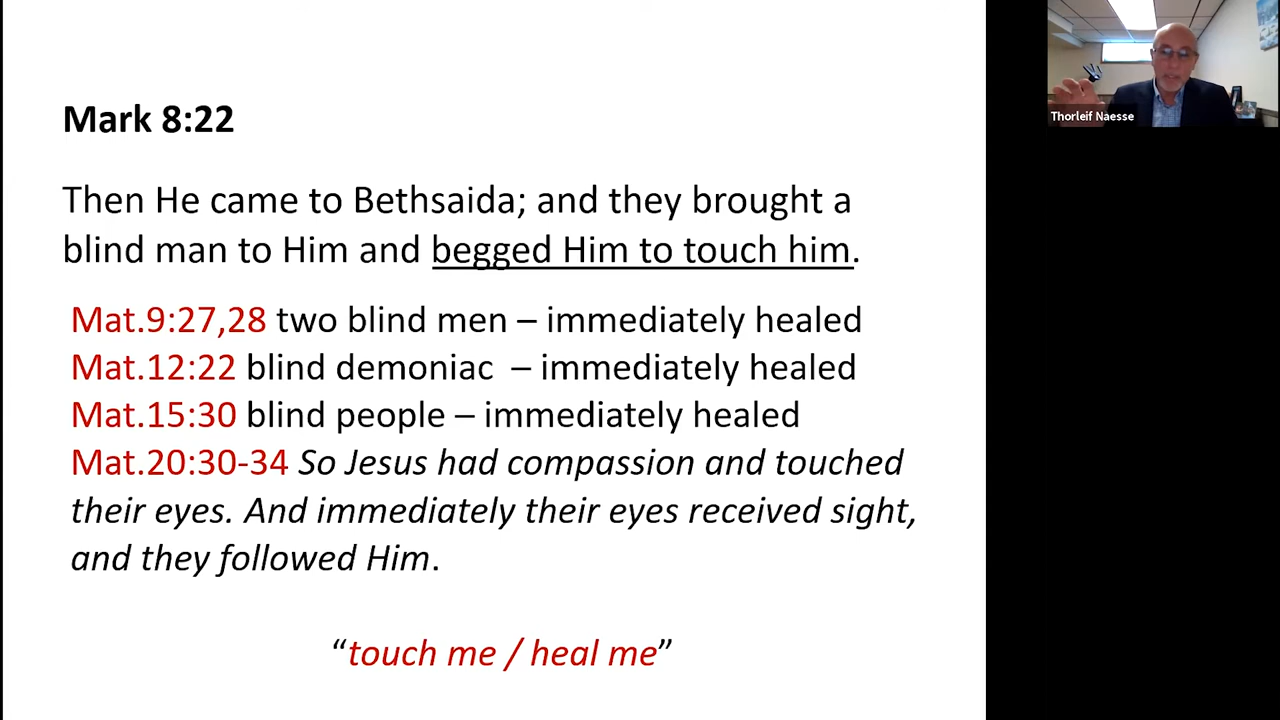 Mark 8:22
Then He came to Bethsaida; and they brought a
blind man to Him and begged Him to touch him.
Mat.9:27,28 two blind men – immediately healed
Mat.12:22 blind demoniac – immediately healed
Mat.15:30 blind people – immediately healed
Mat.20:30-34 So Jesus had compassion and touched
their eyes. And immediately their eyes received sight,
and they followed Him.
“touch me / heal me”
Thorleif Naesse